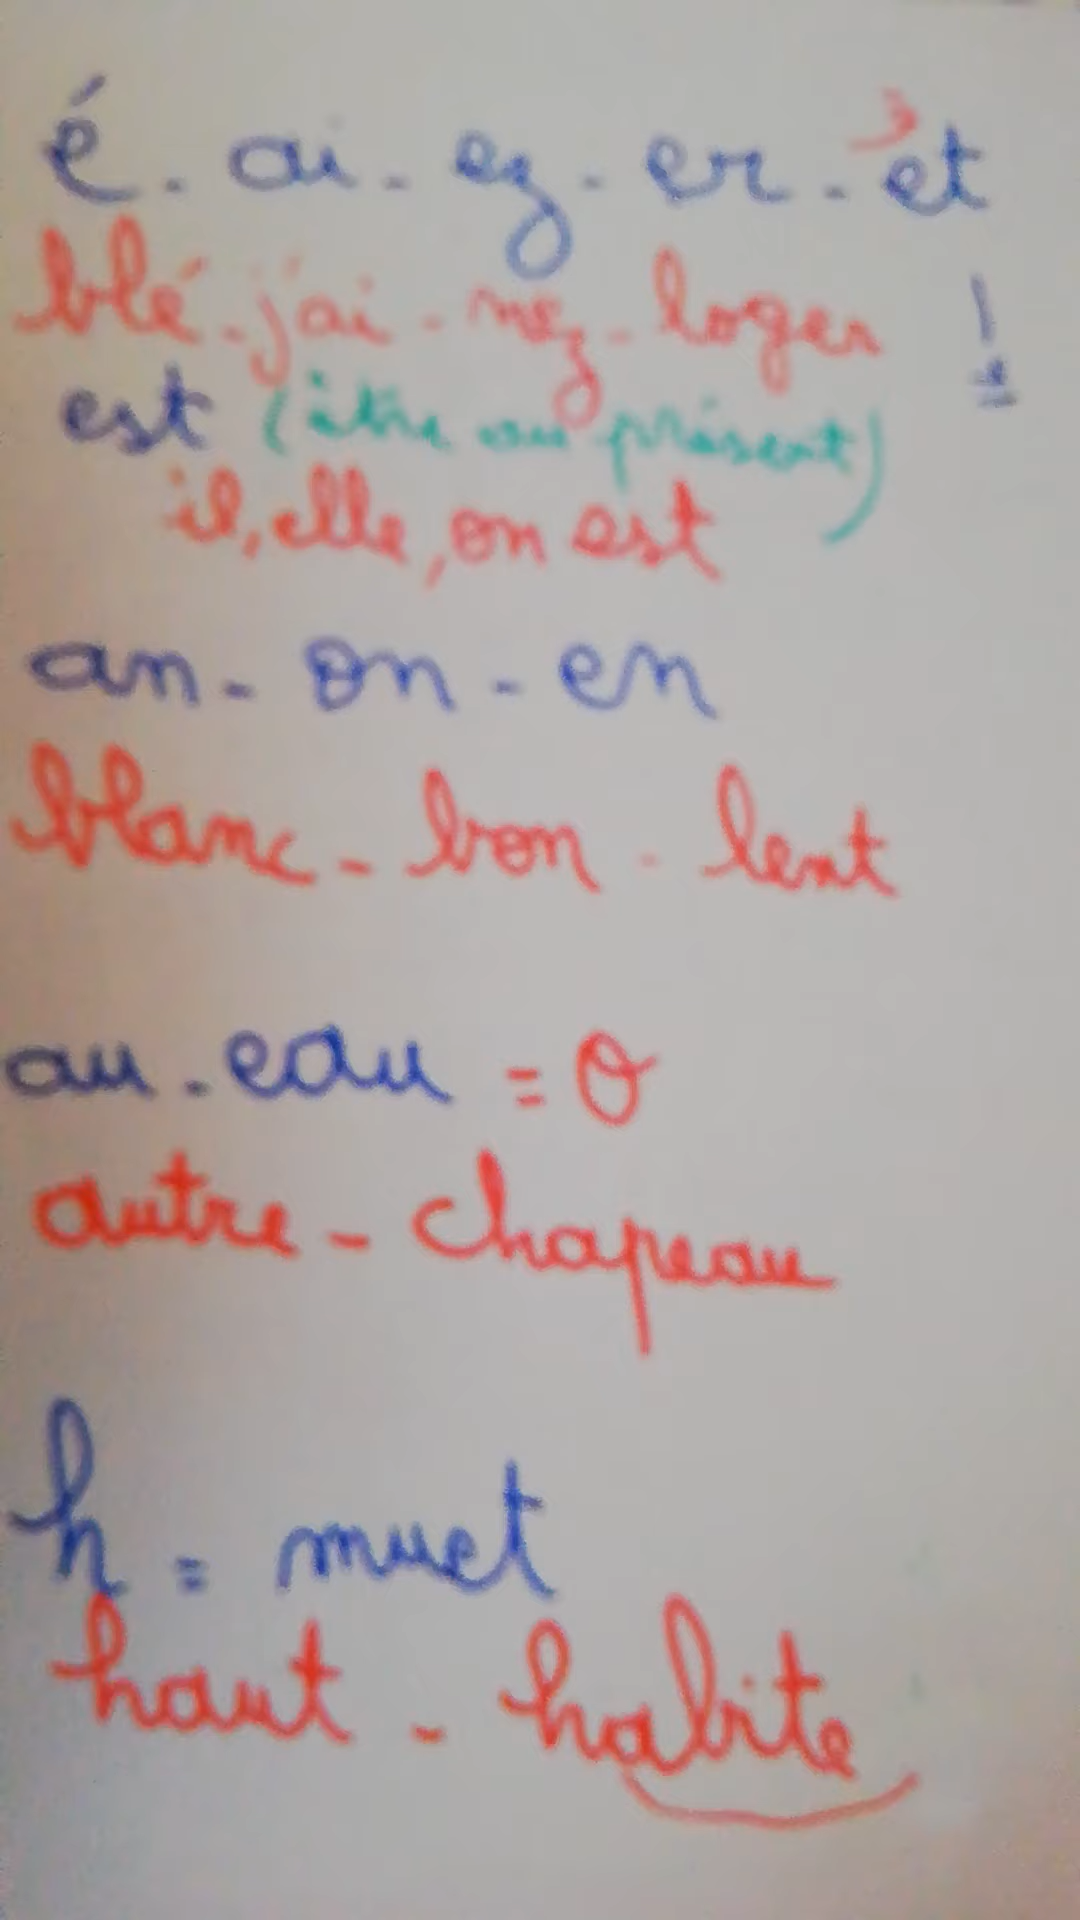 é - ai - ez - er - et
blé - j'ai - nez - loger
est (être au présent)
il, elle, on est
an - on - en
blanc - bon - lent
au - eau = o
autre - chapeau
h = muet
haut - habite